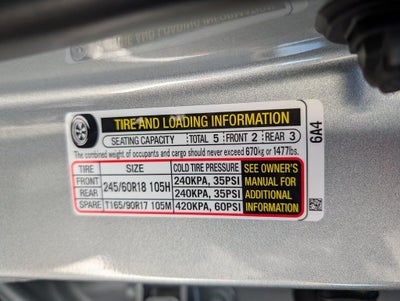 TIRE AND LOADING INFORMATION
SEATING CAPACITY TOTAL 5 FRONT 2 REAR 3
The combined weight of occupants and cargo should never exceed 670kg or 1477lbs.
TIRE SIZE COLD TIRE PRESSURE
FRONT 245/60R18 105H 240KPA, 35PSI
REAR 240KPA, 35PSI
SPARE T165/90R17 105M 420KPA, 60PSI
SEE OWNER'S
MANUAL FOR
ADDITIONAL
INFORMATION
6A4